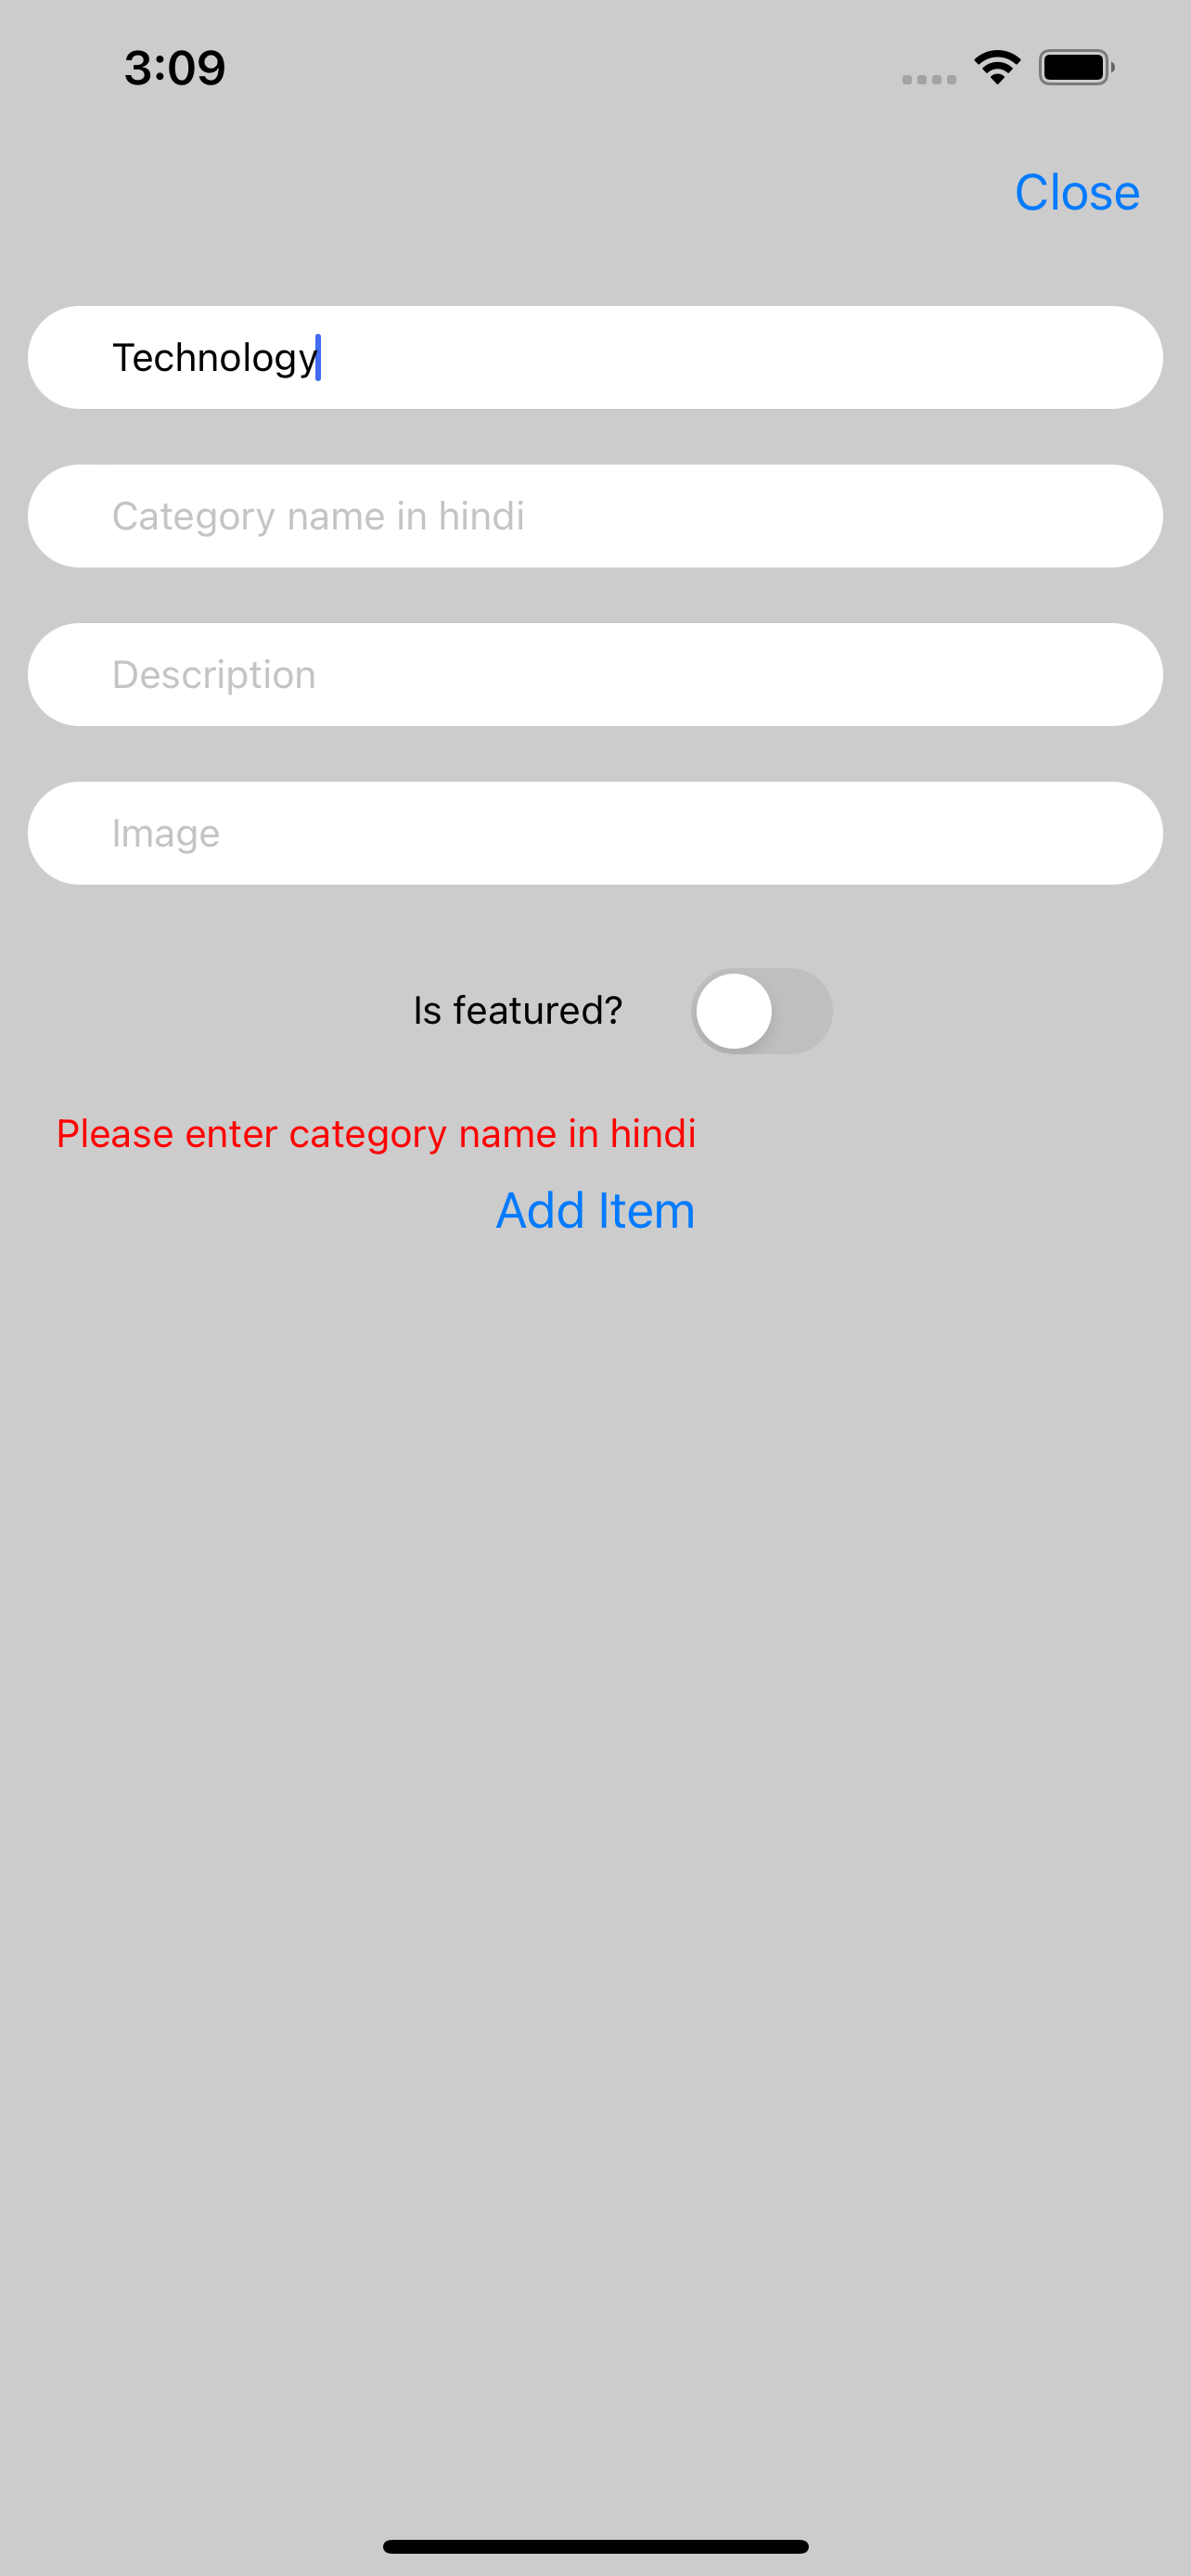 3:09
Close
Technology
Category name in hindi
Description
Image
Is featured?
Please enter category name in hindi
Add Item